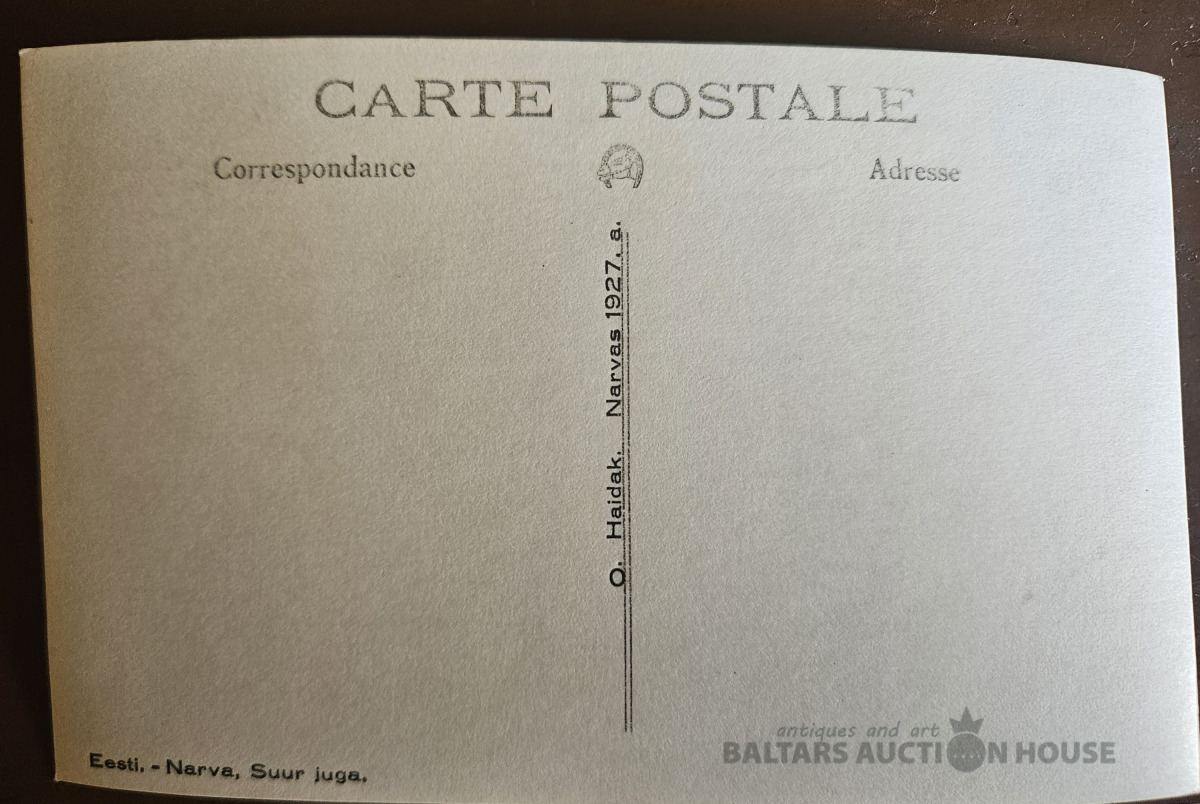 CARTE POSTALE
Correspondance
Adresse
O. Haidak. Narvas 1927. a.
Eesti. - Narva, Suur juga.
antiques and art
BALTARS AUCTION HOUSE